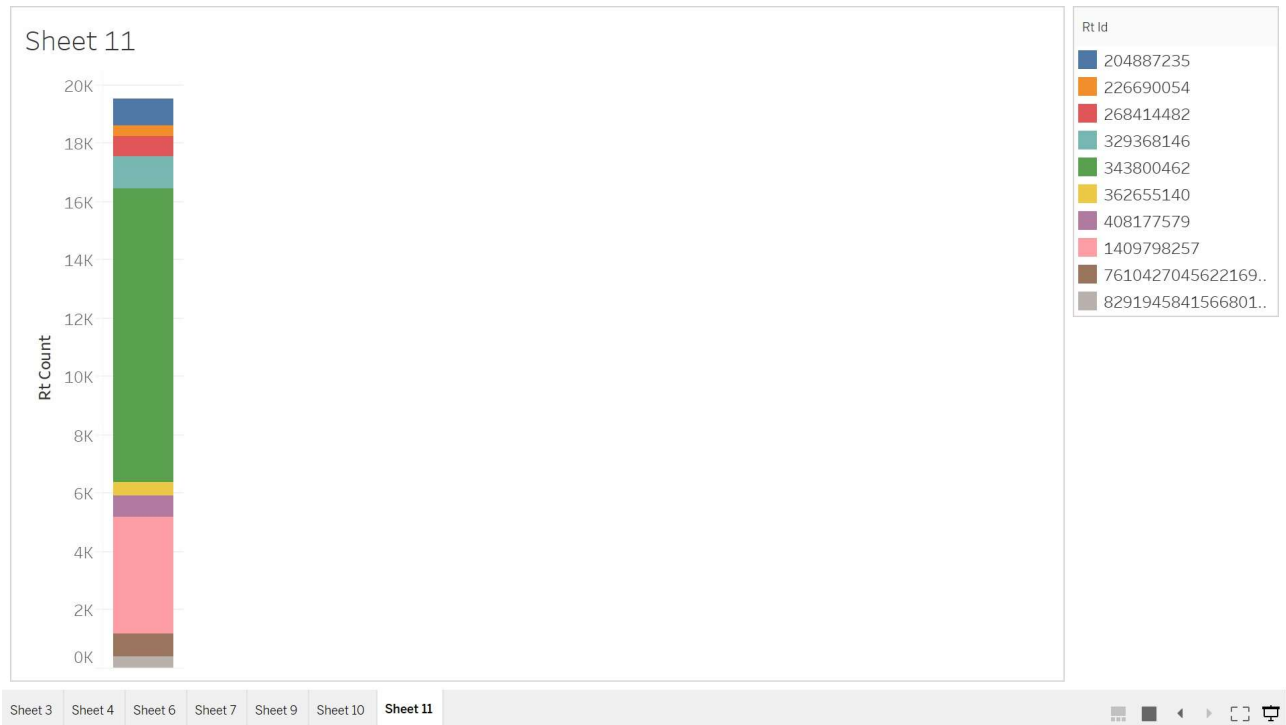 Sheet 11
20K
18K
16K
14K
12K
10K
8K
6K
4K
2K
0K
Rt Count
Rt Id
204887235
226690054
268414482
329368146
343800462
362655140
408177579
1409798257
7610427045622169..
8291945841566801..
Sheet 3 Sheet 4 Sheet 6 Sheet 7 Sheet 9 Sheet 10 Sheet 11